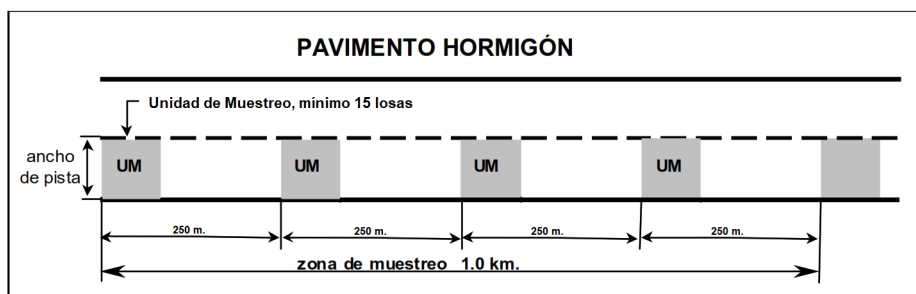 PAVIMENTO HORMIGÓN
Unidad de Muestreo, mínimo 15 losas
ancho
de pista
UM
UM
UM
UM
250 m.
250 m.
250 m.
250 m.
zona de muestreo 1.0 km.